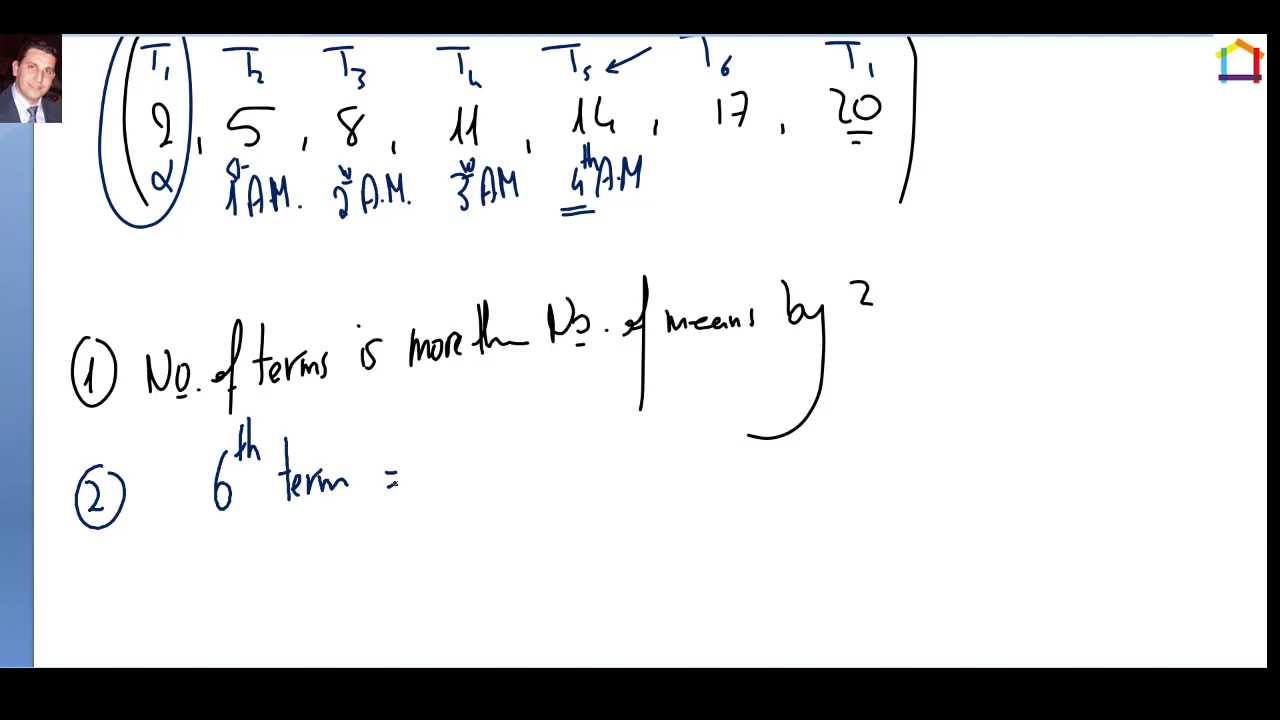 T1 T2 T3 T4 T5 T6 T1
2 , 5 , 8 , 11 , 14 , 17 , 20
1st A.M. 2nd A.M. 3rd AM 4th A.M
1 No. of terms is more than No. of means by 2
2 6th term =